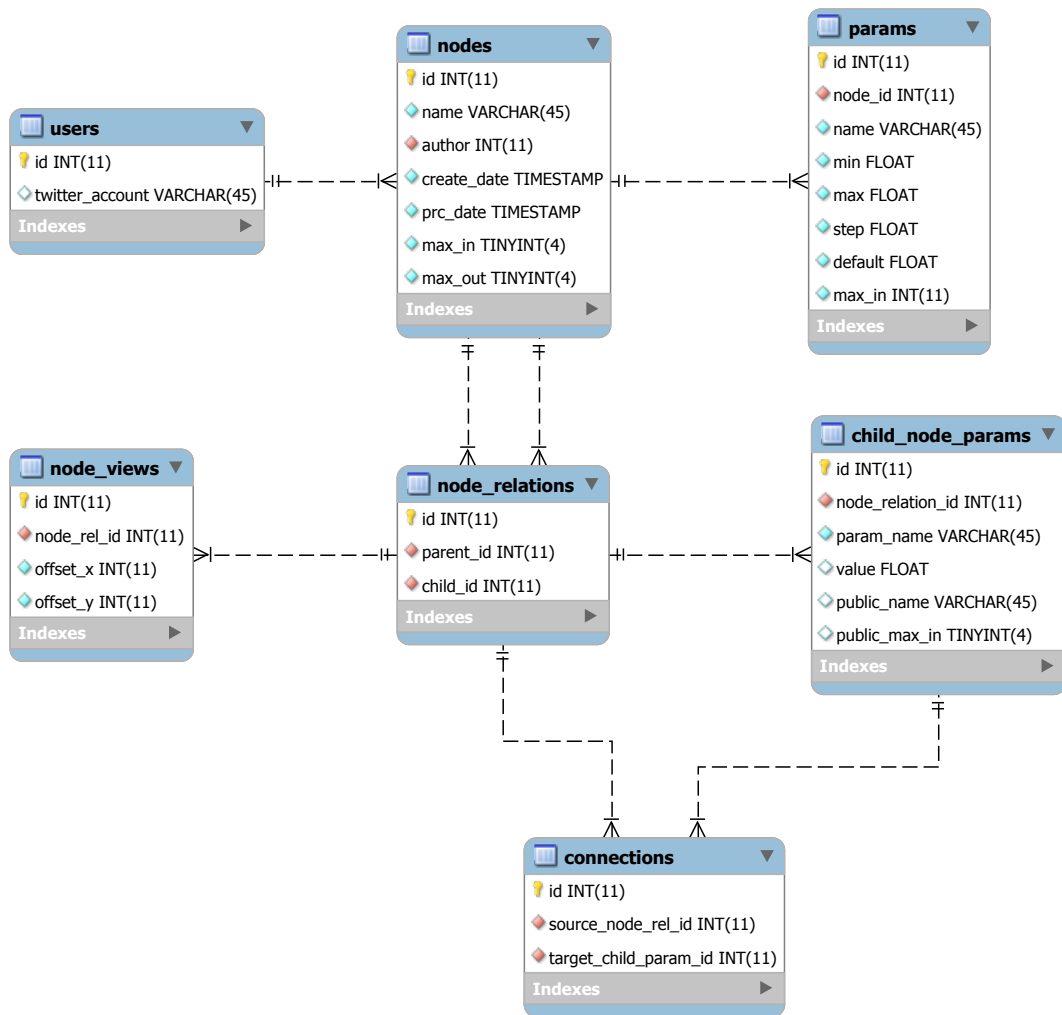 users
id INT(11)
twitter_account VARCHAR(45)
Indexes
nodes
id INT(11)
name VARCHAR(45)
author INT(11)
create_date TIMESTAMP
prc_date TIMESTAMP
max_in TINYINT(4)
max_out TINYINT(4)
Indexes
params
id INT(11)
node_id INT(11)
name VARCHAR(45)
min FLOAT
max FLOAT
step FLOAT
default FLOAT
max_in INT(11)
Indexes
node_views
id INT(11)
node_rel_id INT(11)
offset_x INT(11)
offset_y INT(11)
Indexes
node_relations
id INT(11)
parent_id INT(11)
child_id INT(11)
Indexes
child_node_params
id INT(11)
node_relation_id INT(11)
param_name VARCHAR(45)
value FLOAT
public_name VARCHAR(45)
public_max_in TINYINT(4)
Indexes
connections
id INT(11)
source_node_rel_id INT(11)
target_child_param_id INT(11)
Indexes